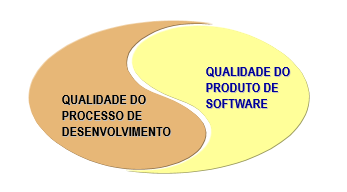 QUALIDADE DO
PROCESSO DE
DESENVOLVIMENTO
QUALIDADE DO
PRODUTO DE
SOFTWARE